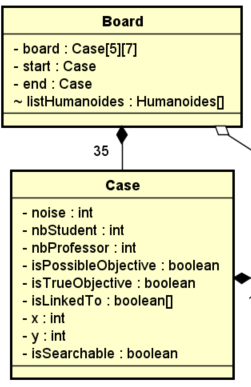 Board
- board : Case[5][7]
- start : Case
- end : Case
~ listHumanoides : Humanoides[]
35
Case
- noise : int
- nbStudent : int
- nbProfessor : int
- isPossibleObjective : boolean
- isTrueObjective : boolean
- isLinkedTo : boolean[]
- x : int
- y : int
- isSearchable : boolean